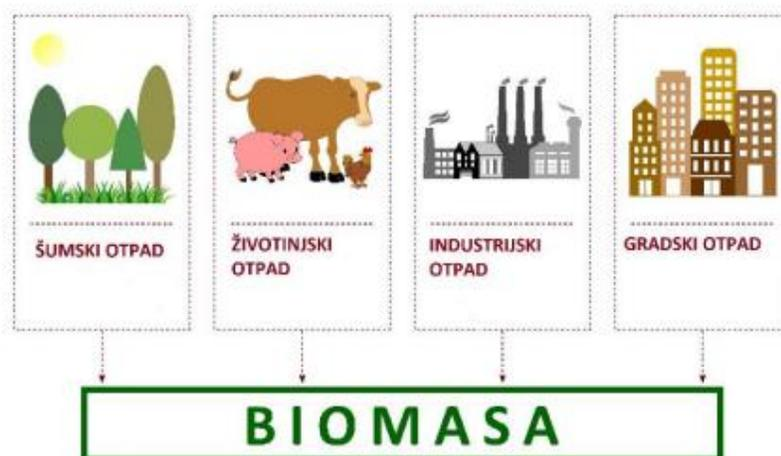 ŠUMSKI OTPAD
ŽIVOTINJSKI
OTPAD
INDUSTRIJSKI
OTPAD
GRADSKI OTPAD
BIOMASA